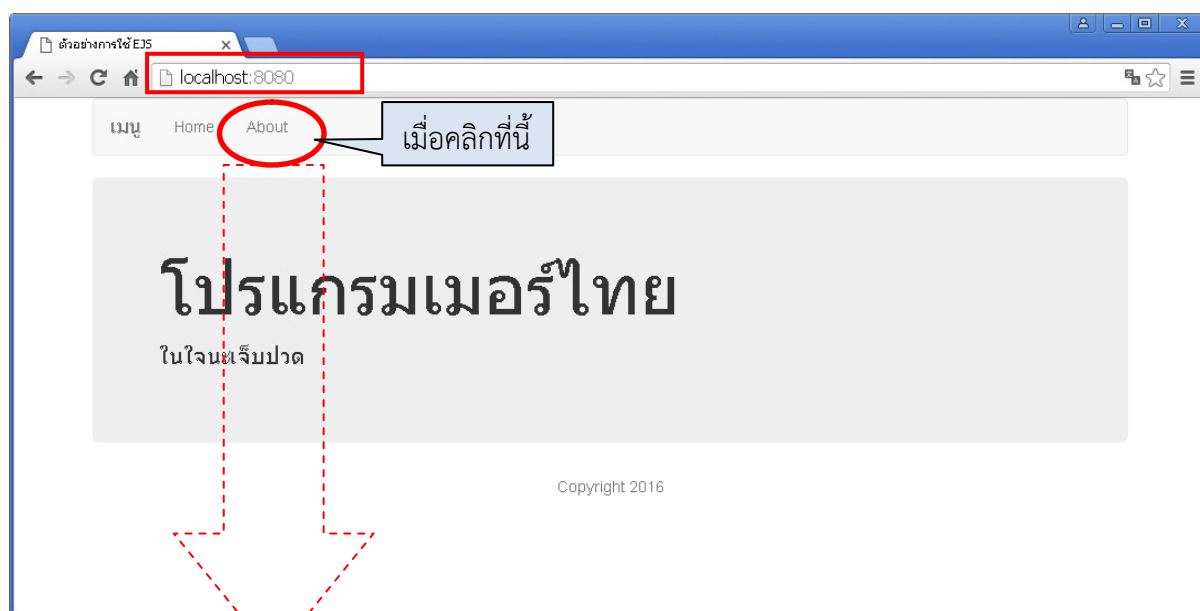 ตัวอย่างการใช้ EJS
localhost:8080
เมนู Home About
เมื่อคลิกที่นี้
โปรแกรมเมอร์ไทย
ในใจนะเจ็บปวด
Copyright 2016